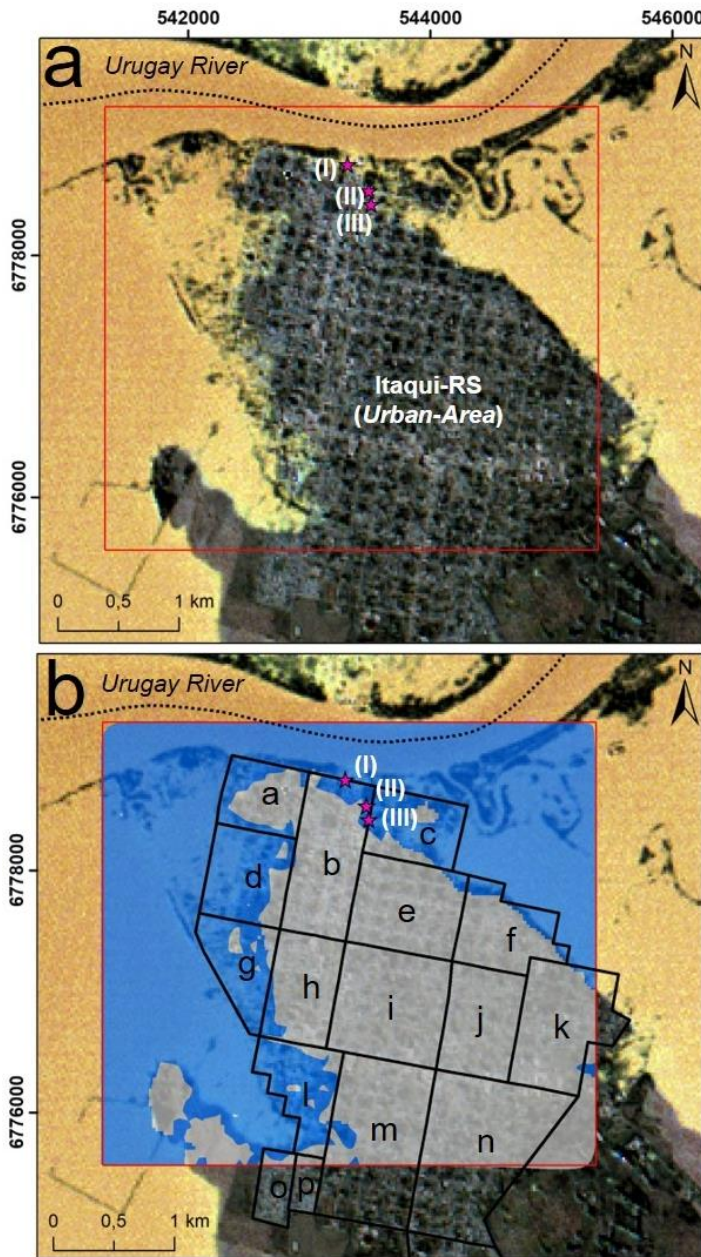 542000 544000 546000
a
Urugay River
N
(I)
(II)
(III)
6778000
Itaqui-RS
(Urban-Area)
6776000
0 0,5 1 km
b
Urugay River
N
(I)
(II)
a
(III)
c
6778000
b
d
e
f
g
h
i
j
k
6776000
l
m
n
o
p
0 0,5 1 km